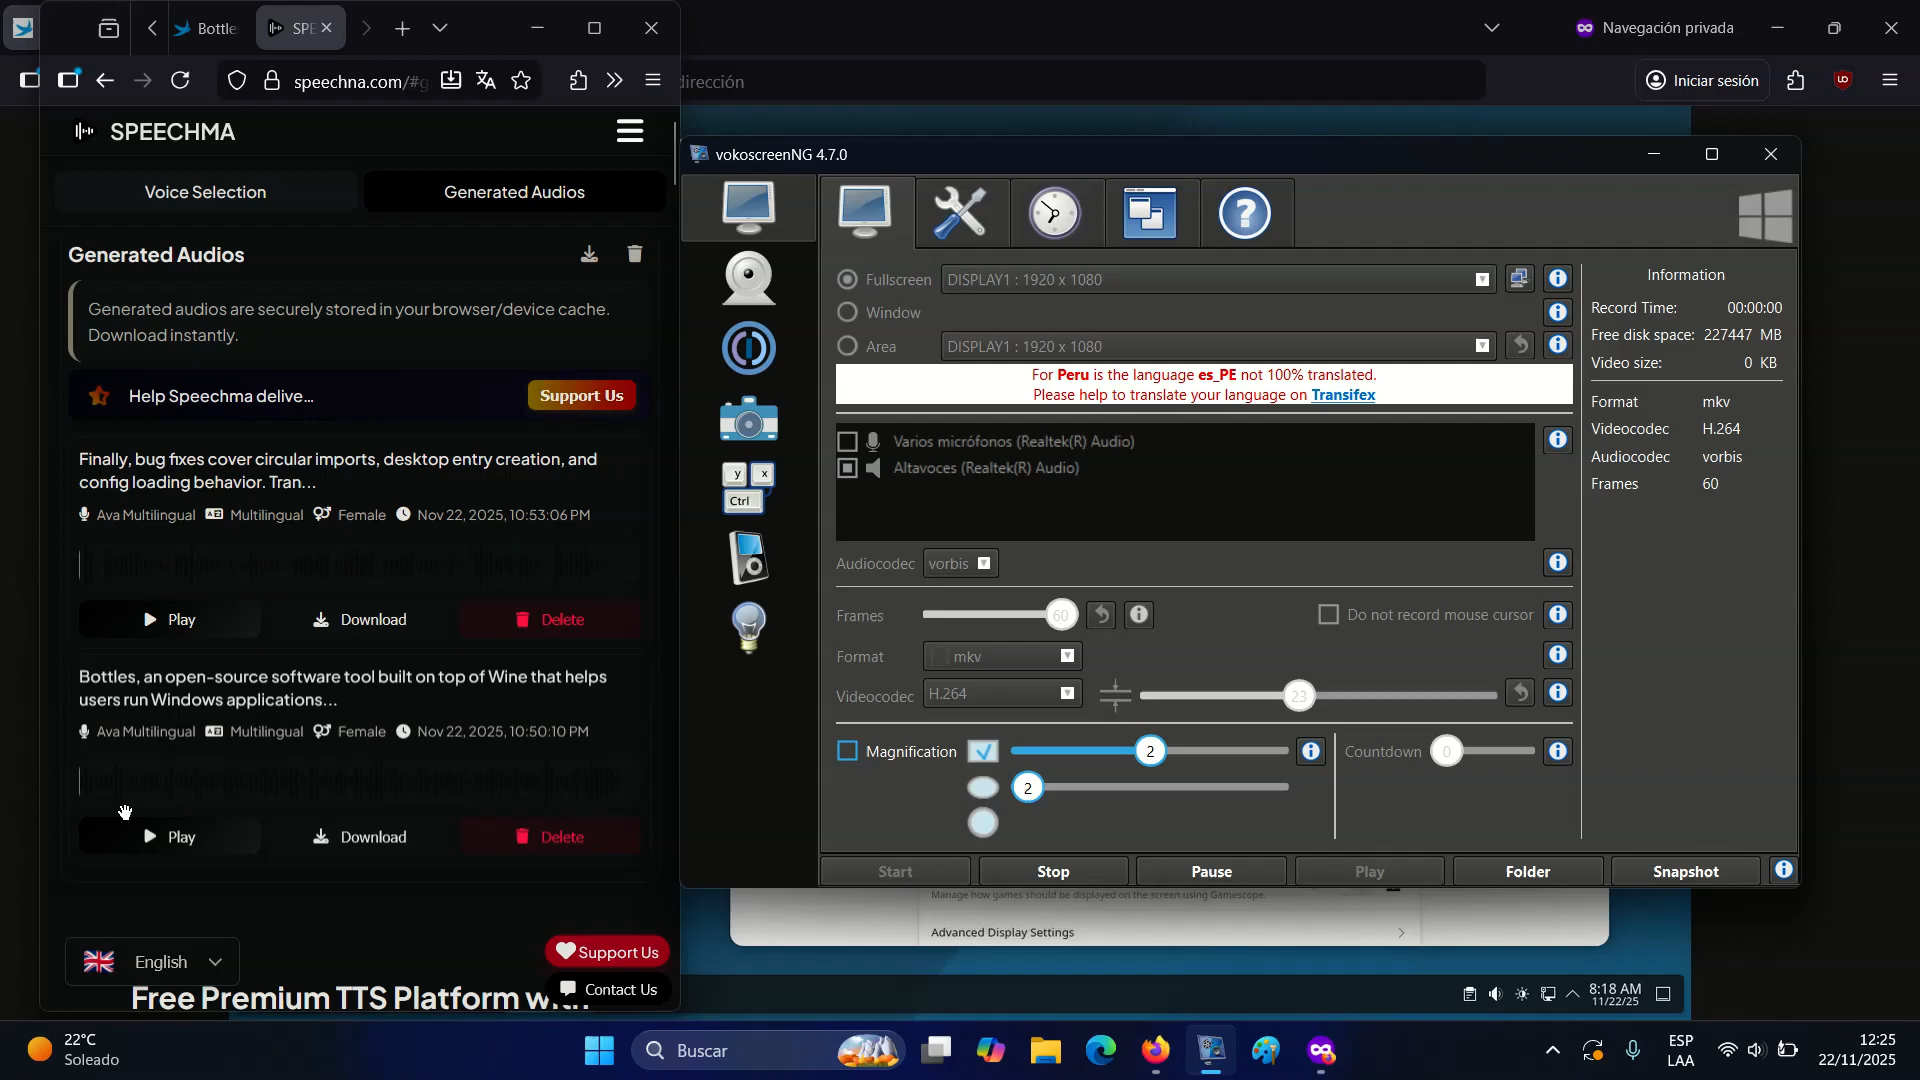 Bottle
SPE
Navegación privada
speechna.com/#g
dirección
Iniciar sesión
SPEECHMA
Voice Selection
Generated Audios
Generated Audios
Generated audios are securely stored in your browser/device cache.
Download instantly.
Help Speechma delive...
Support Us
Finally, bug fixes cover circular imports, desktop entry creation, and
config loading behavior. Tran...
Ava Multilingual Multilingual Female Nov 22, 2025, 10:53:06 PM
Play
Download
Delete
Bottles, an open-source software tool built on top of Wine that helps
users run Windows applications...
Ava Multilingual Multilingual Female Nov 22, 2025, 10:50:10 PM
Play
Download
Delete
English
Support Us
Contact Us
Free Premium TTS Platform with
vokoscreenNG 4.7.0
y x
Ctrl
Fullscreen DISPLAY1 : 1920 x 1080
Window
Area DISPLAY1 : 1920 x 1080
For Peru is the language es_PE not 100% translated.
Please help to translate your language on Transifex
Varios micrófonos (Realtek(R) Audio)
Altavoces (Realtek(R) Audio)
Audiocodec vorbis
Frames 60
Do not record mouse cursor
Format mkv
Videocodec H.264 23
Magnification 2
2
Countdown 0
Start
Stop
Pause
Play
Folder
Snapshot
Information
Record Time: 00:00:00
Free disk space: 227447 MB
Video size: 0 KB
Format mkv
Videocodec H.264
Audiocodec vorbis
Frames 60
Manage how games should be displayed on the screen using Gamescope.
Advanced Display Settings
8:18 AM
11/22/25
22°C
Soleado
Buscar
ESP
LAA
12:25
22/11/2025